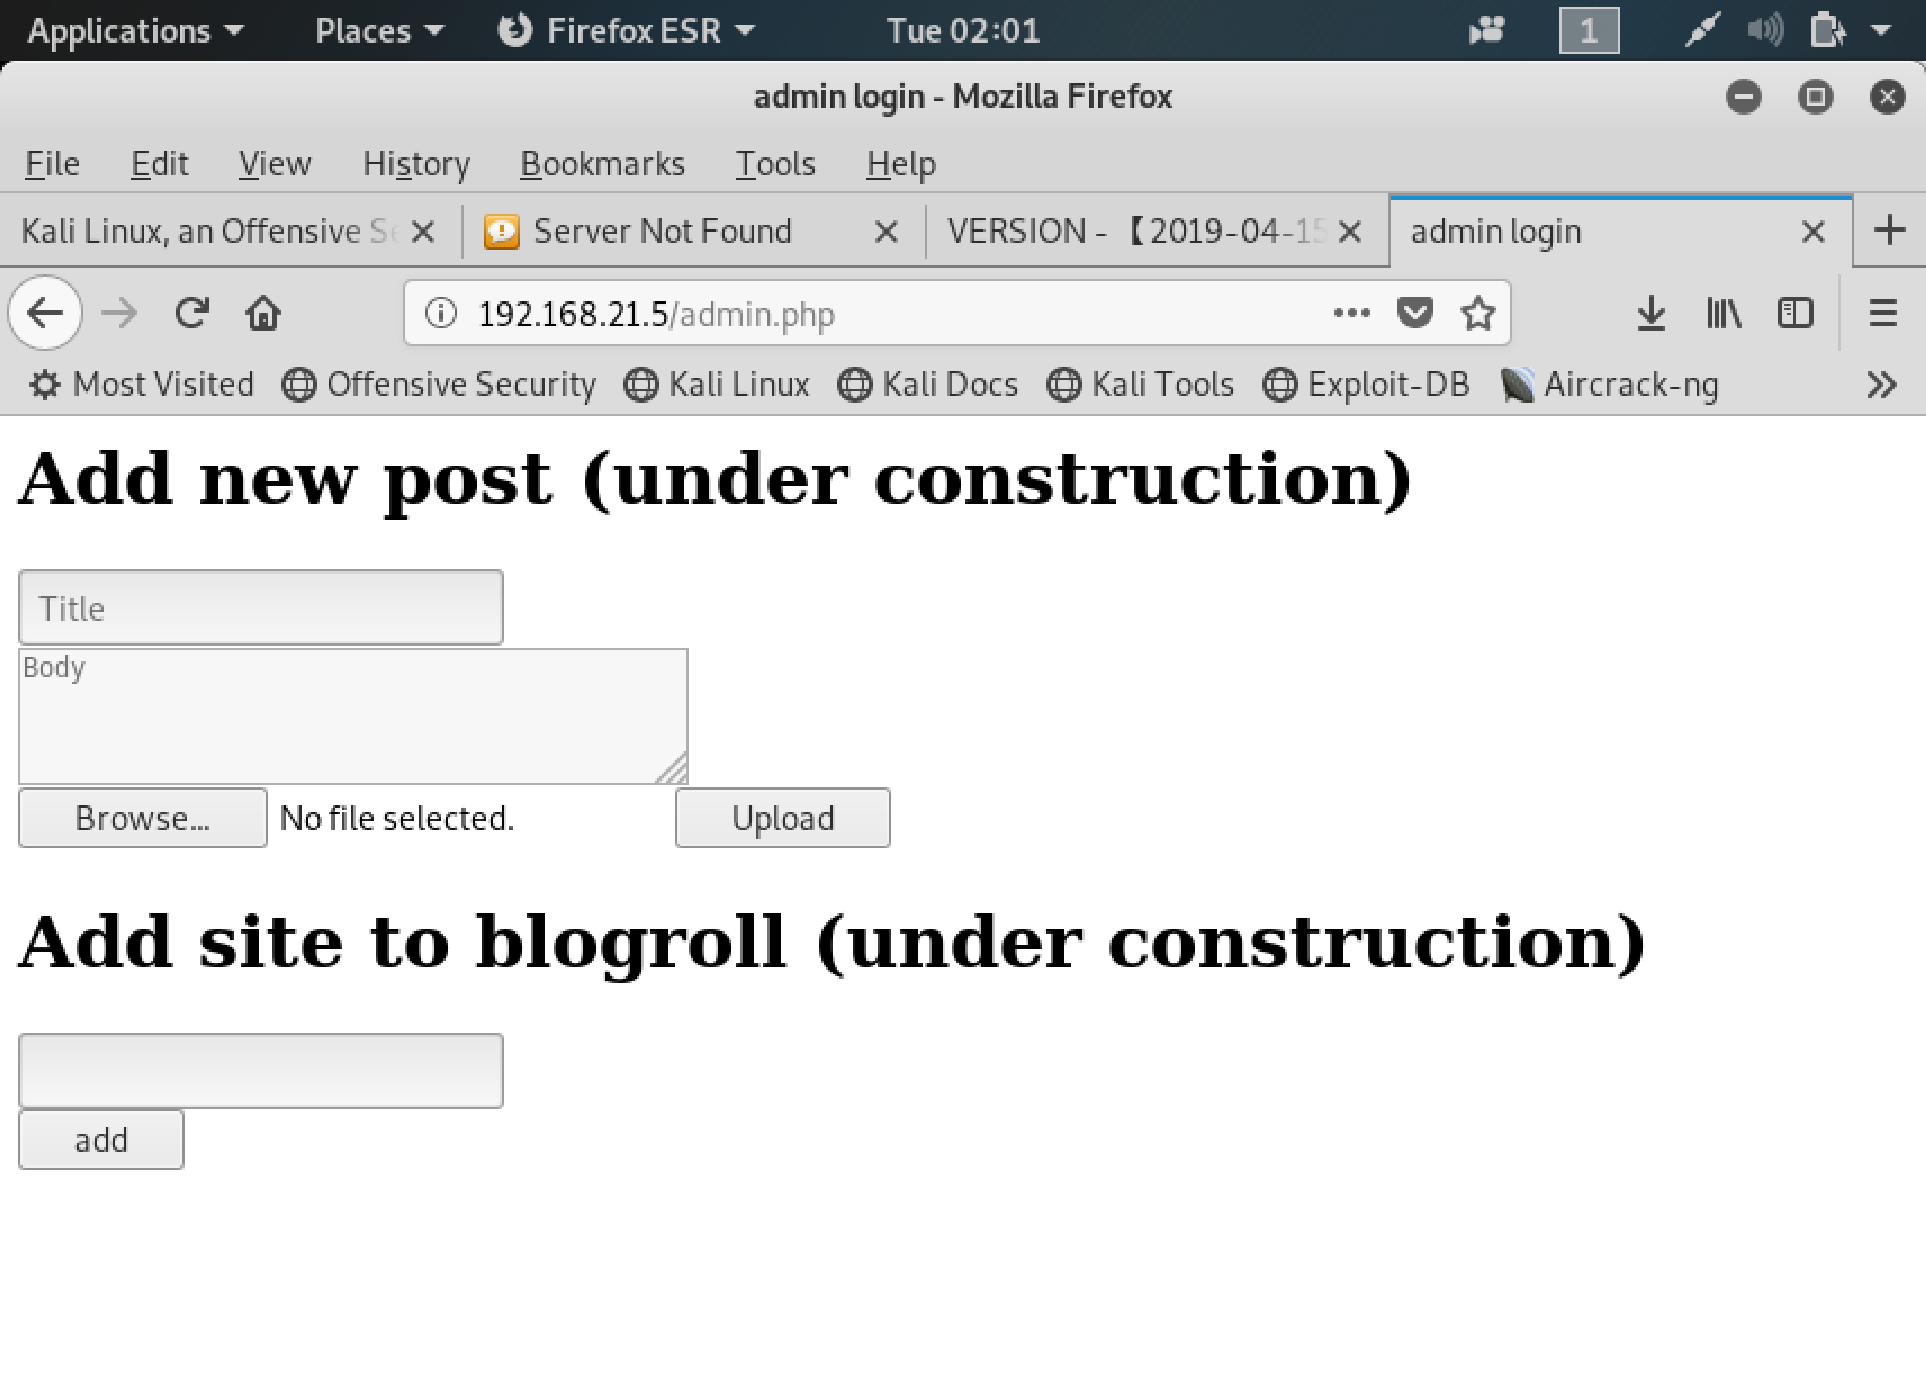 Applications Places Firefox ESR Tue 02:01 1
admin login - Mozilla Firefox
File Edit View History Bookmarks Tools Help
Kali Linux, an Offensive Se Server Not Found VERSION - 【2019-04-15 admin login
192.168.21.5/admin.php
Most Visited Offensive Security Kali Linux Kali Docs Kali Tools Exploit-DB Aircrack-ng
Add new post (under construction)
Title
Body
Browse... No file selected. Upload
Add site to blogroll (under construction)
add